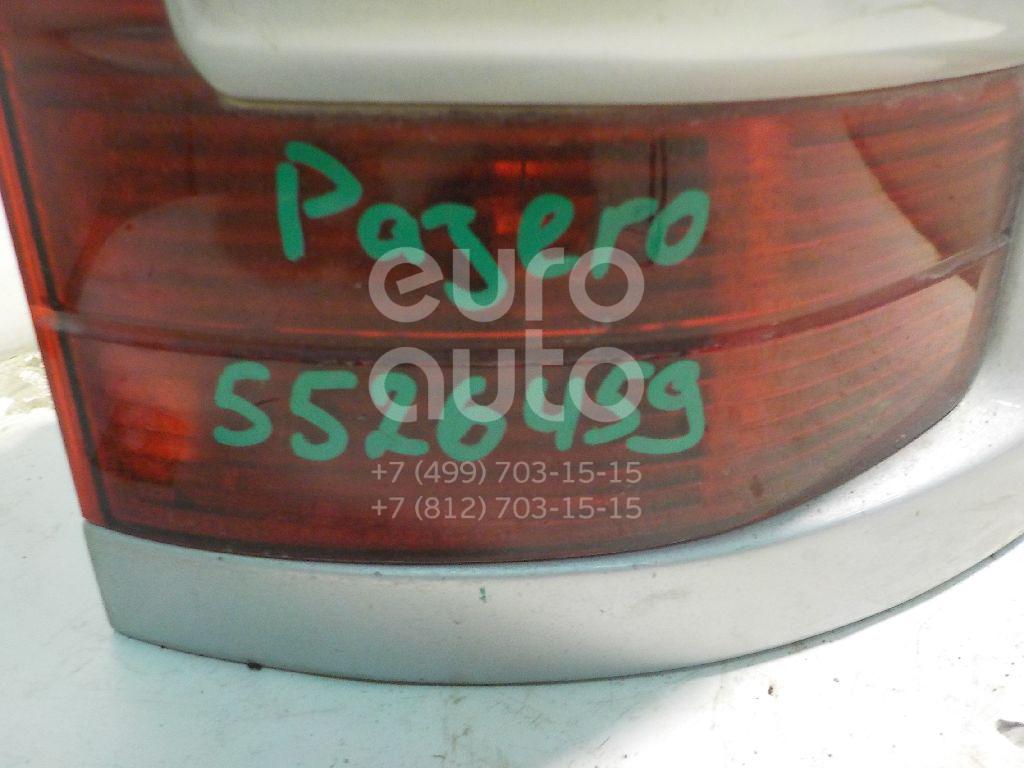 Pajero
euro
auto
5526459
+7 (499) 703-15-15
+7 (812) 703-15-15